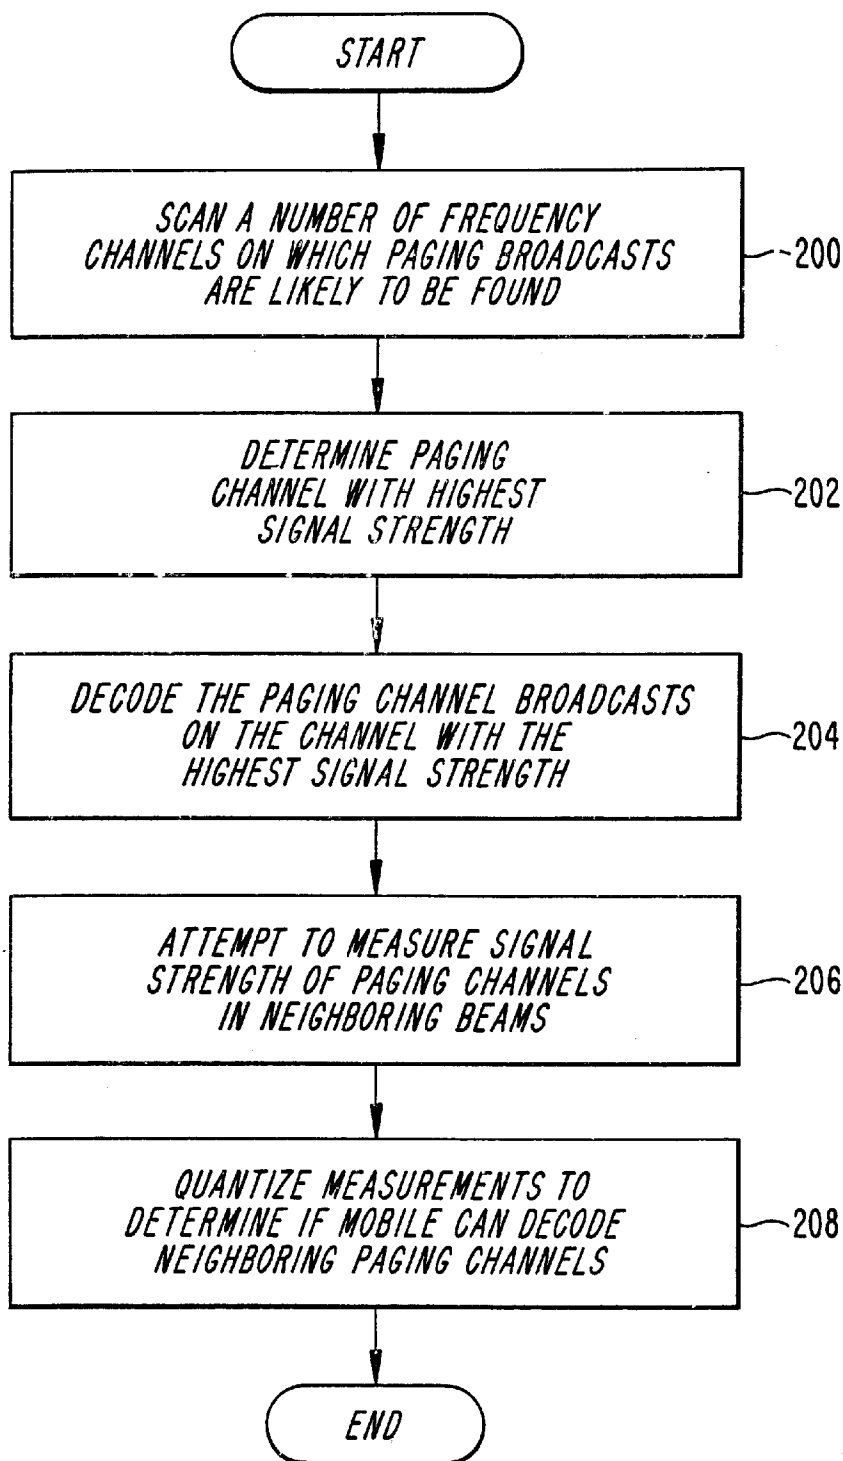 START
SCAN A NUMBER OF FREQUENCY
CHANNELS ON WHICH PAGING BROADCASTS
ARE LIKELY TO BE FOUND
200
DETERMINE PAGING
CHANNEL WITH HIGHEST
SIGNAL STRENGTH
202
DECODE THE PAGING CHANNEL BROADCASTS
ON THE CHANNEL WITH THE
HIGHEST SIGNAL STRENGTH
204
ATTEMPT TO MEASURE SIGNAL
STRENGTH OF PAGING CHANNELS
IN NEIGHBORING BEAMS
206
QUANTIZE MEASUREMENTS TO
DETERMINE IF MOBILE CAN DECODE
NEIGHBORING PAGING CHANNELS
208
END